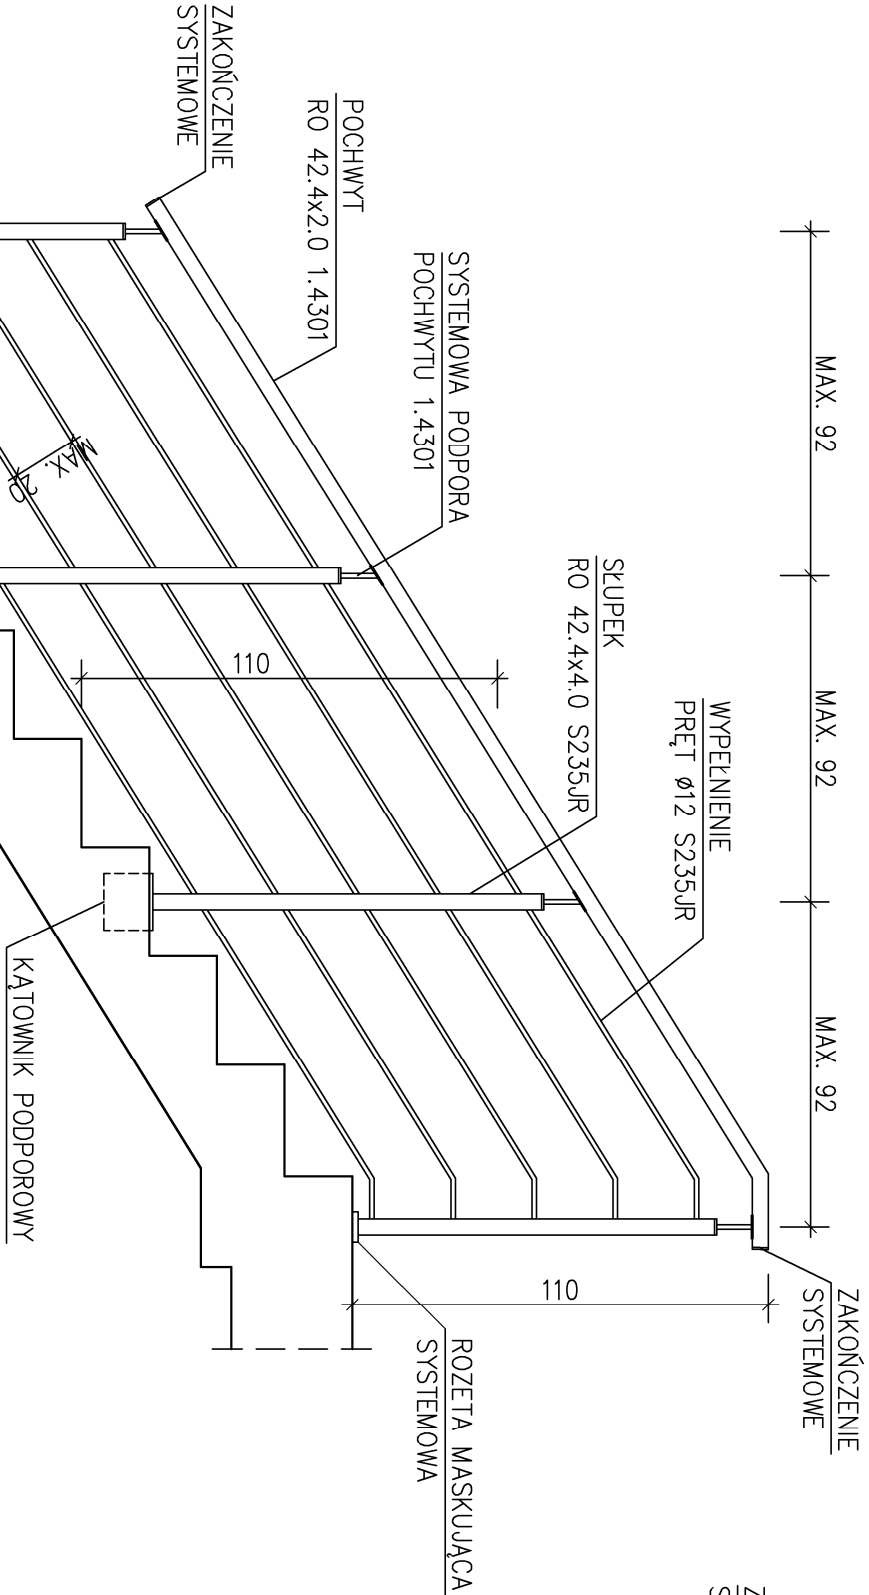 ZAKOŃCZENIE
SYSTEMOWE
POCHWYT
RO 42.4x2.0 1.4301
SYSTEMOWA PODPORA
POCHWYTU 1.4301
SŁUPEK
RO 42.4x4.0 S235JR
WYPEŁNIENIE
PRĘT Ø12 S235JR
MAX. 92
MAX. 92
MAX. 92
MAX. 20
110
110
KĄTOWNIK PODPOROWY
ROZETA MASKUJĄCA
SYSTEMOWA
ZAKOŃCZENIE
SYSTEMOWE